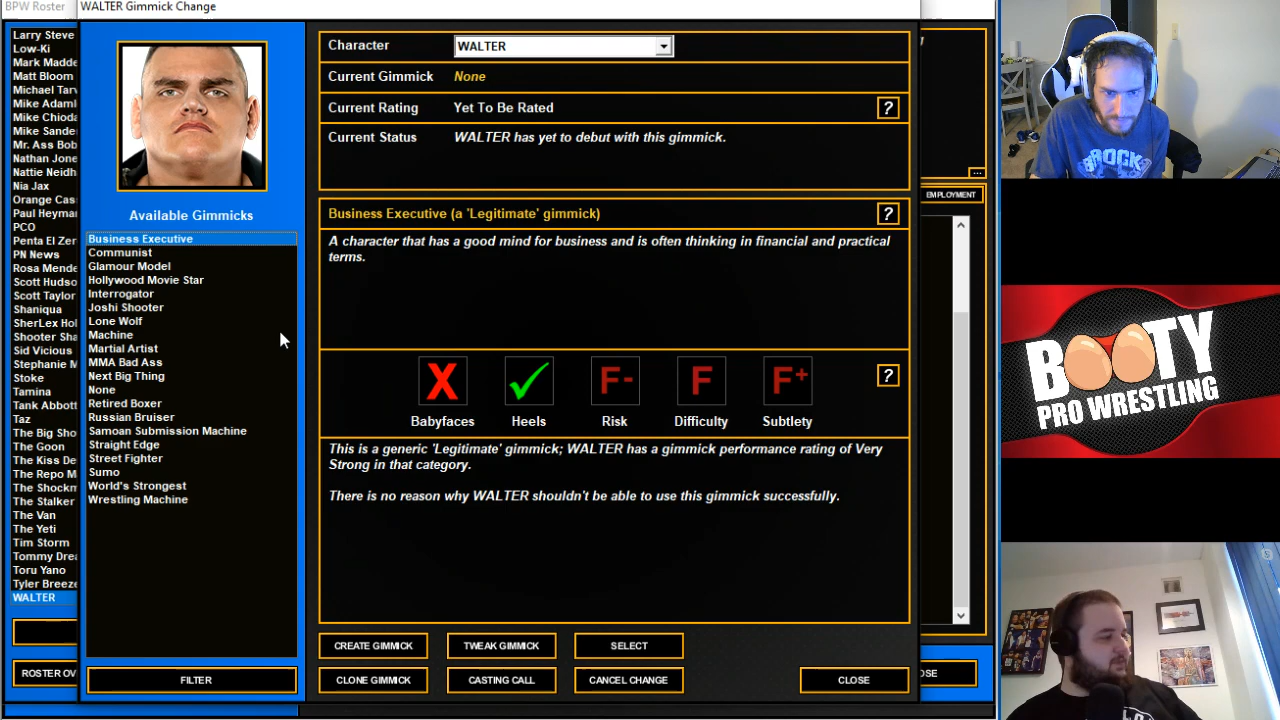 BPW Roster
WALTER Gimmick Change
Larry Steve
Low-Ki
Mark Madde
Matt Bloom
Michael Tarv
Mike Adaml
Mike Chioda
Mike Sande
Mr. Ass Bob
Nathan Jone
Nattie Neidh
Nia Jax
Orange Cas
Paul Heyma
PCO
Penta El Zer
PN News
Rosa Mende
Scott Hudso
Scott Taylor
Shaniqua
SherLex Hol
Shooter Sha
Sid Vicious
Stephanie M
Stoke
Tamina
Tank Abbott
Taz
The Big Sho
The Goon
The Kiss De
The Repo M
The Shockm
The Stalker
The Van
The Yeti
Tim Storm
Tommy Drea
Toru Yano
Tyler Breeze
WALTER
ROSTER OV
Available Gimmicks
Business Executive
Communist
Glamour Model
Hollywood Movie Star
Interrogator
Joshi Shooter
Lone Wolf
Machine
Martial Artist
MMA Bad Ass
Next Big Thing
None
Retired Boxer
Russian Bruiser
Samoan Submission Machine
Straight Edge
Street Fighter
Sumo
World's Strongest
Wrestling Machine
FILTER
Character WALTER
Current Gimmick None
Current Rating Yet To Be Rated ?
Current Status WALTER has yet to debut with this gimmick.
Business Executive (a 'Legitimate' gimmick) ?
A character that has a good mind for business and is often thinking in financial and practical
terms.
X F- F F+ ?
Babyfaces Heels Risk Difficulty Subtlety
This is a generic 'Legitimate' gimmick; WALTER has a gimmick performance rating of Very
Strong in that category.
There is no reason why WALTER shouldn't be able to use this gimmick successfully.
CREATE GIMMICK TWEAK GIMMICK SELECT
CLONE GIMMICK CASTING CALL CANCEL CHANGE CLOSE
...
EMPLOYMENT
OSE
BROCK
BOOTY
PRO WRESTLING